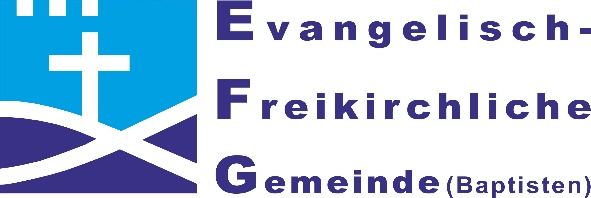 Evangelisch-
Freikirchliche
Gemeinde (Baptisten)